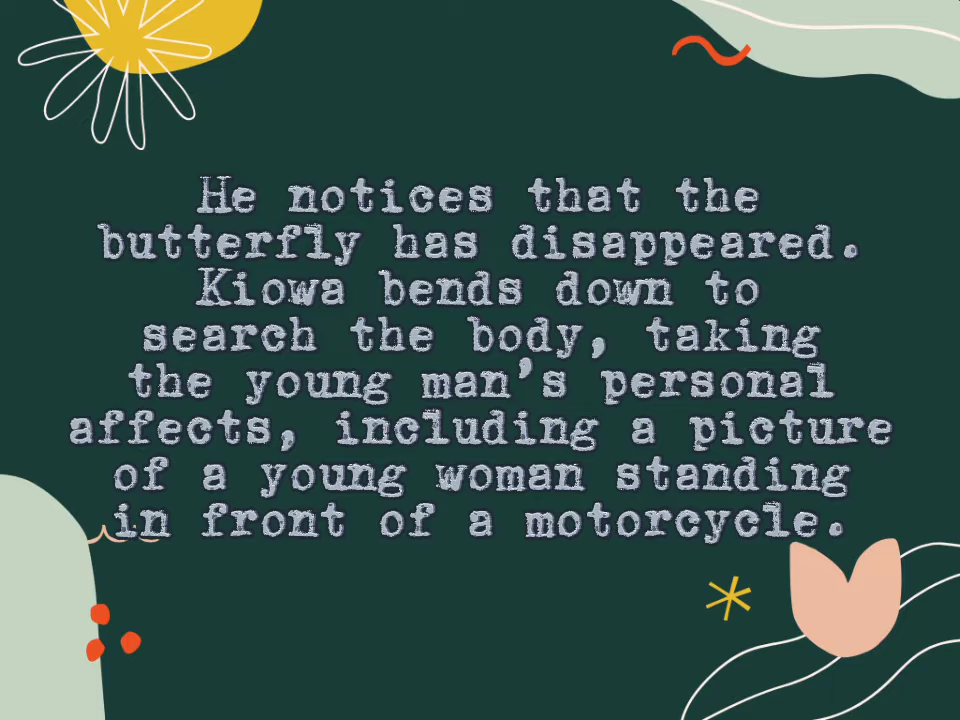 He notices that the
butterfly has disappeared.
Kiowa bends down to
search the body, taking
the young man's personal
affects, including a picture
of a young woman standing
in front of a motorcycle.